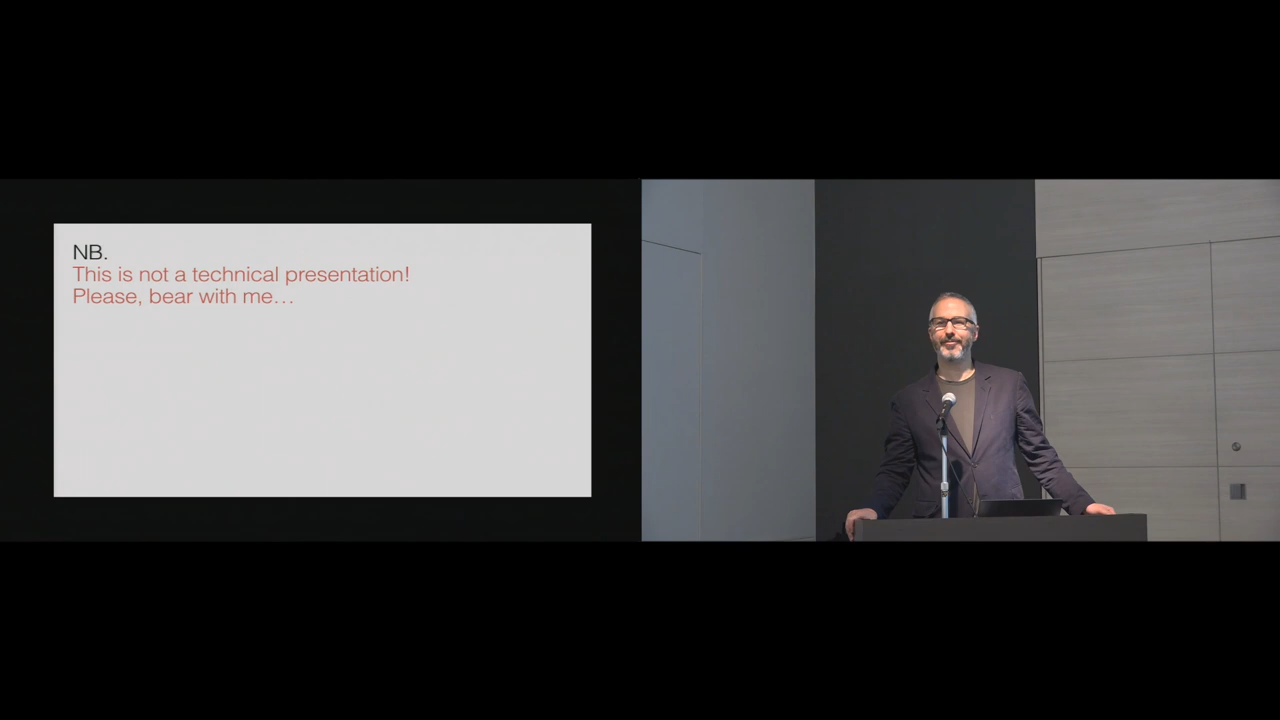 NB.
This is not a technical presentation!
Please, bear with me…